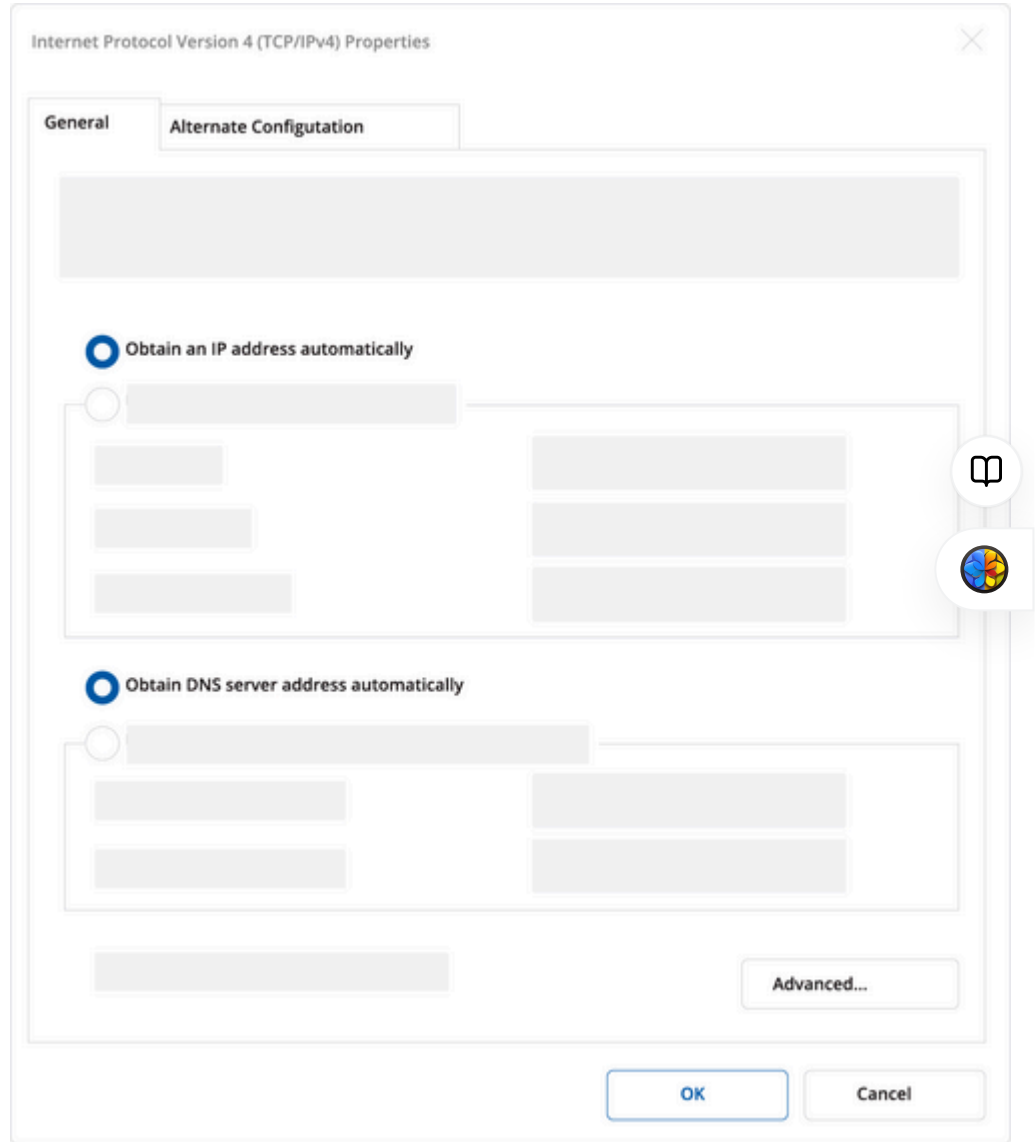 Internet Protocol Version 4 (TCP/IPv4) Properties
General
Alternate Configutation
Obtain an IP address automatically
Obtain DNS server address automatically
Advanced...
OK
Cancel